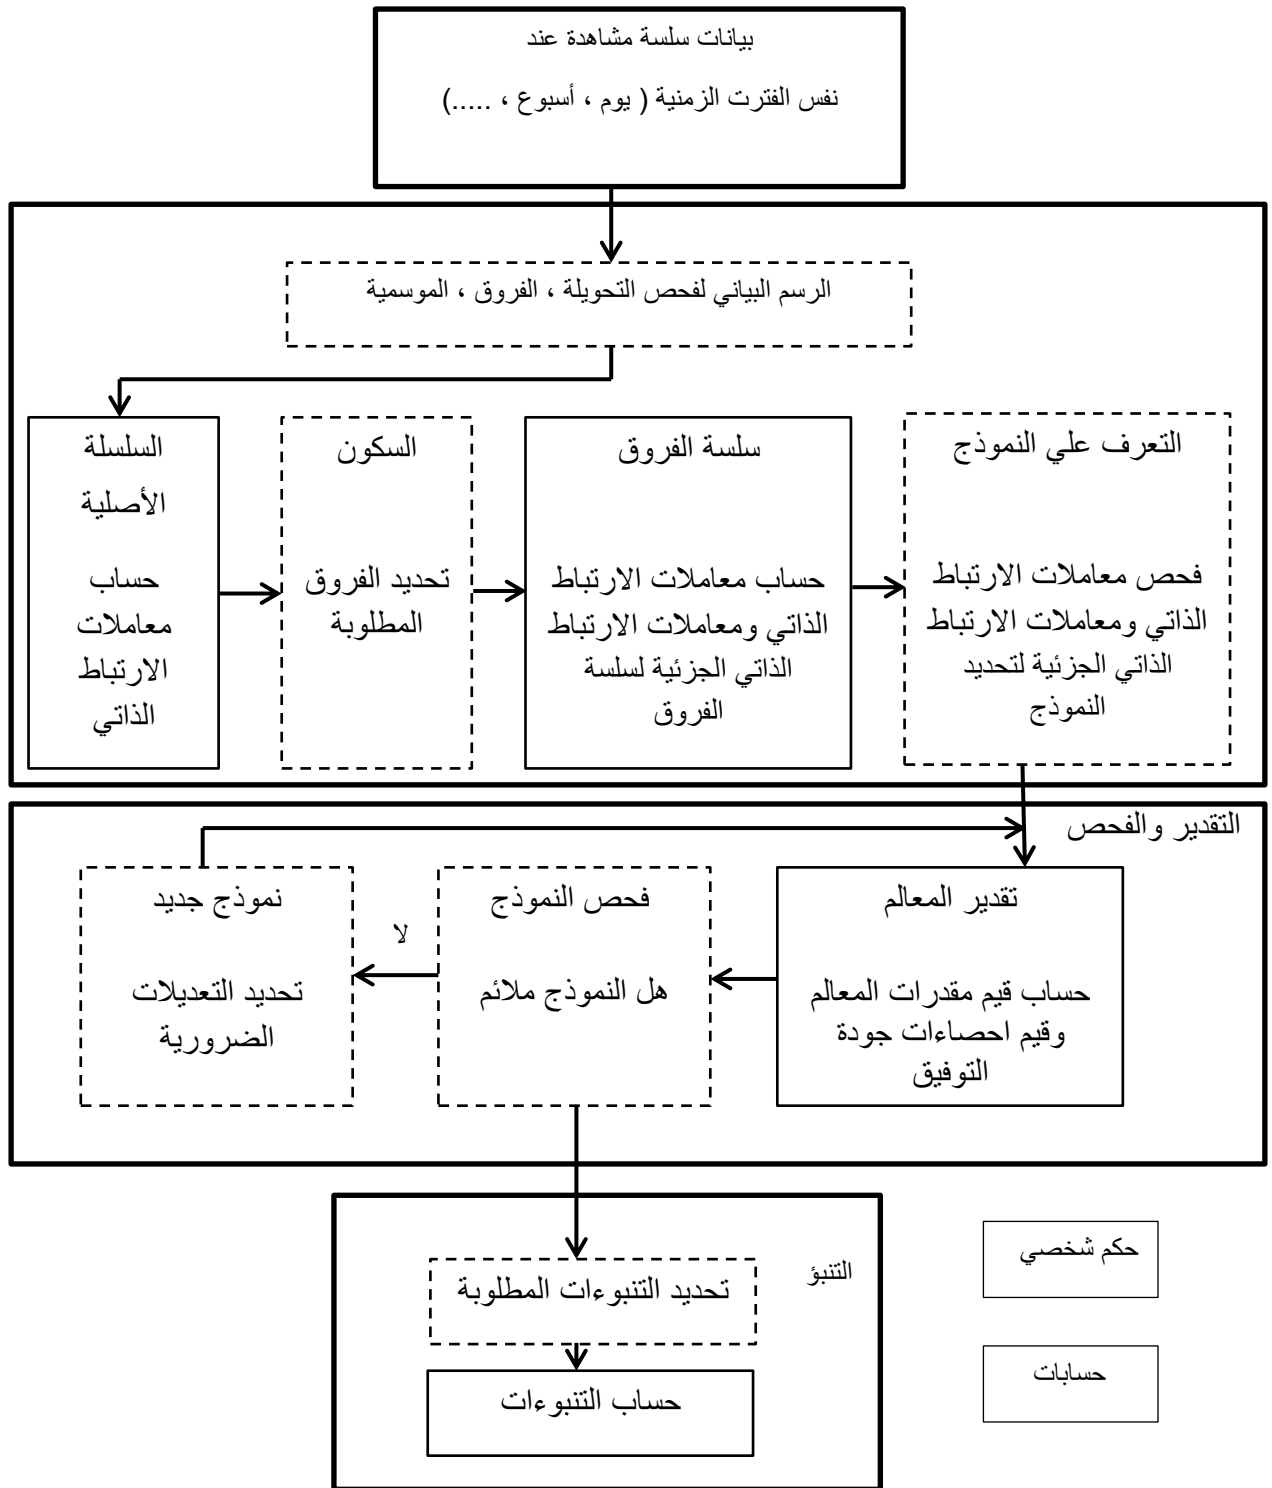 بيانات سلسة مشاهدة عند
نفس الفترت الزمنية ( يوم ، أسبوع ، .....)
الرسم البياني لفحص التحويلة ، الفروق ، الموسمية
السلسلة
الأصلية
حساب
معاملات
الارتباط
الذاتي
السكون
تحديد الفروق
المطلوبة
سلسة الفروق
حساب معاملات الارتباط
الذاتي ومعاملات الارتباط
الذاتي الجزئية لسلسة
الفروق
التعرف علي النموذج
فحص معاملات الارتباط
الذاتي ومعاملات الارتباط
الذاتي الجزئية لتحديد
النموذج
التقدير والفحص
تقدير المعالم
حساب قيم مقدرات المعالم
وقيم احصاءات جودة
التوفيق
فحص النموذج
هل النموذج ملائم
لا
نموذج جديد
تحديد التعديلات
الضرورية
التنبؤ
تحديد التنبوءات المطلوبة
حساب التنبوءات
حكم شخصي
حسابات